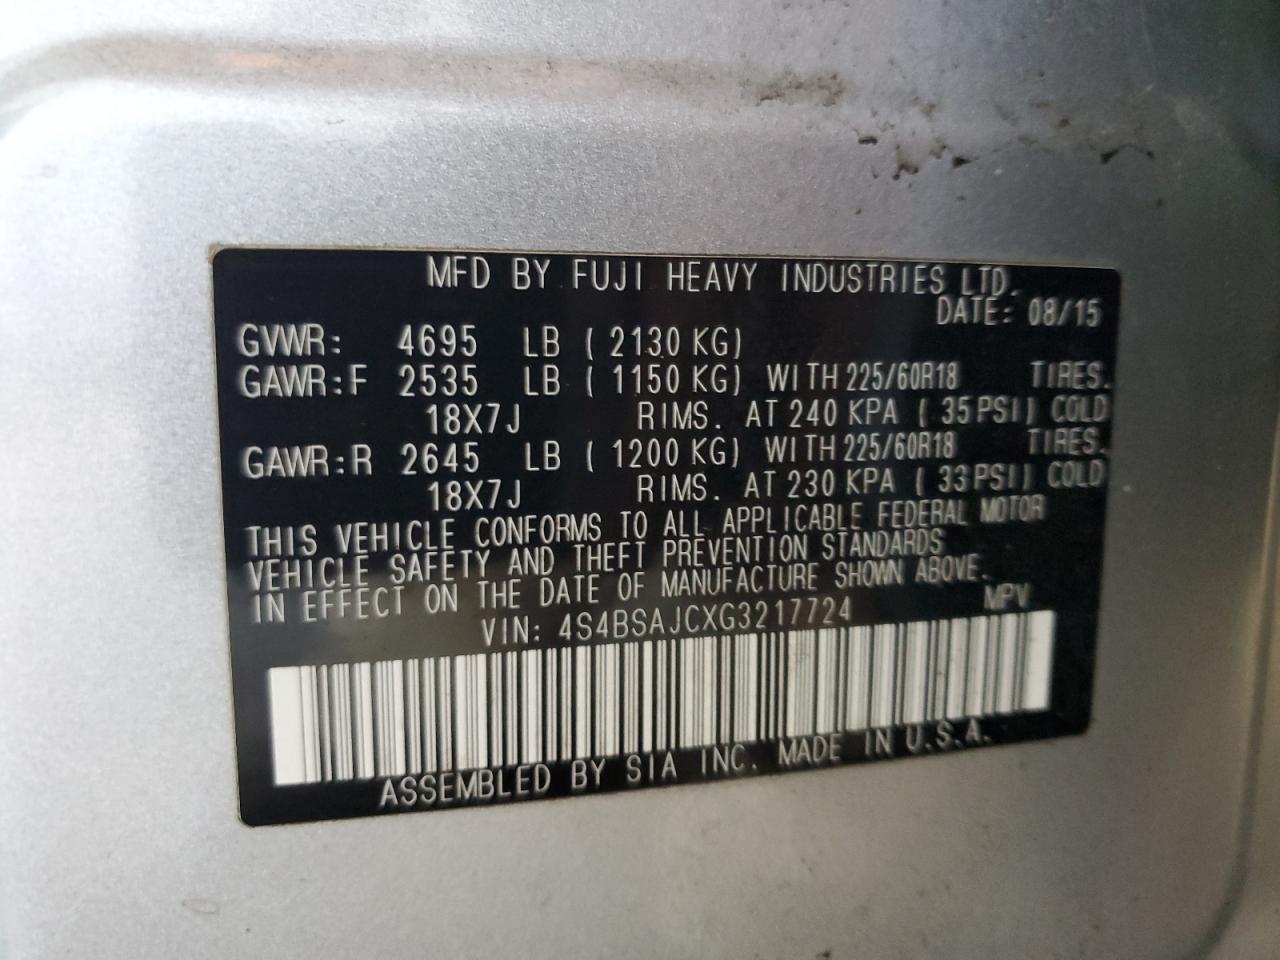 MFD BY FUJI HEAVY INDUSTRIES LTD.
DATE: 08/15
GVWR: 4695 LB ( 2130 KG)
GAWR:F 2535 LB ( 1150 KG) WITH 225/60R18 TIRES.
18X7J RIMS. AT 240 KPA ( 35 PSI) COLD
GAWR:R 2645 LB ( 1200 KG) WITH 225/60R18 TIRES.
18X7J RIMS. AT 230 KPA ( 33 PSI) COLD
THIS VEHICLE CONFORMS TO ALL APPLICABLE FEDERAL MOTOR
VEHICLE SAFETY AND THEFT PREVENTION STANDARDS
IN EFFECT ON THE DATE OF MANUFACTURE SHOWN ABOVE.
VIN: 4S4BSAJCXG3217724 MPV
ASSEMBLED BY SIA INC. MADE IN U.S.A.